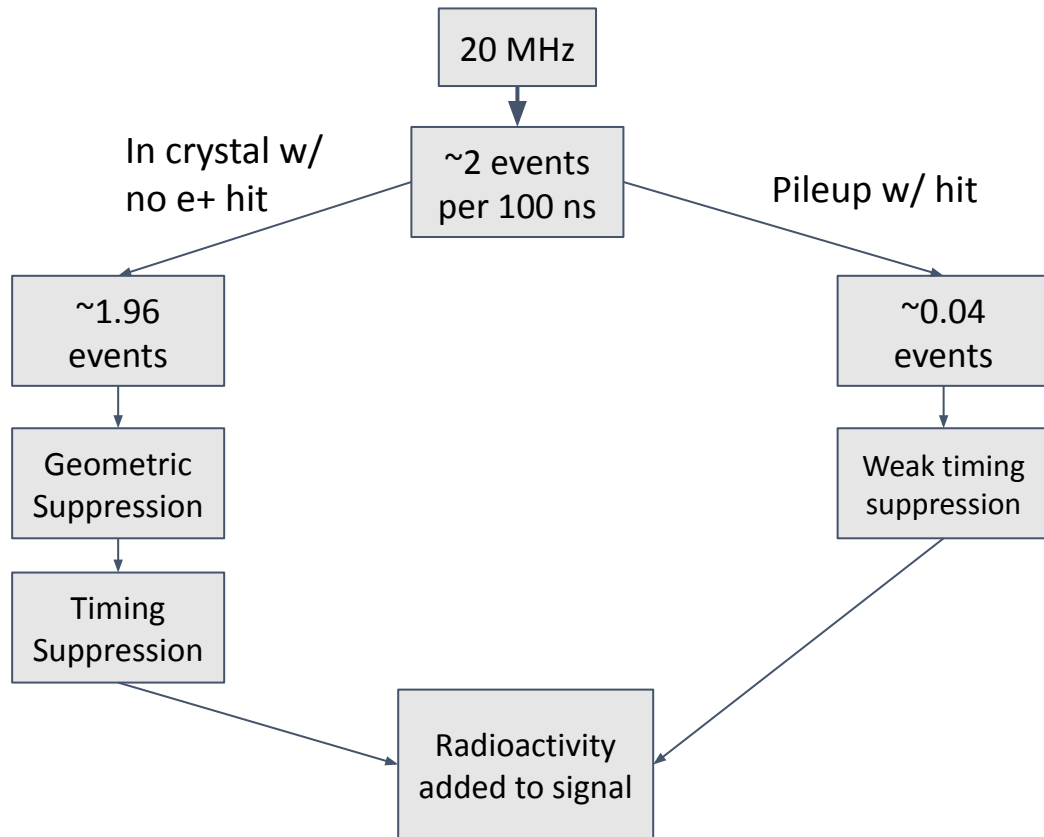 20 MHz
In crystal w/
no e+ hit
~2 events
per 100 ns
Pileup w/ hit
~1.96
events
~0.04
events
Geometric
Suppression
Weak timing
suppression
Timing
Suppression
Radioactivity
added to signal